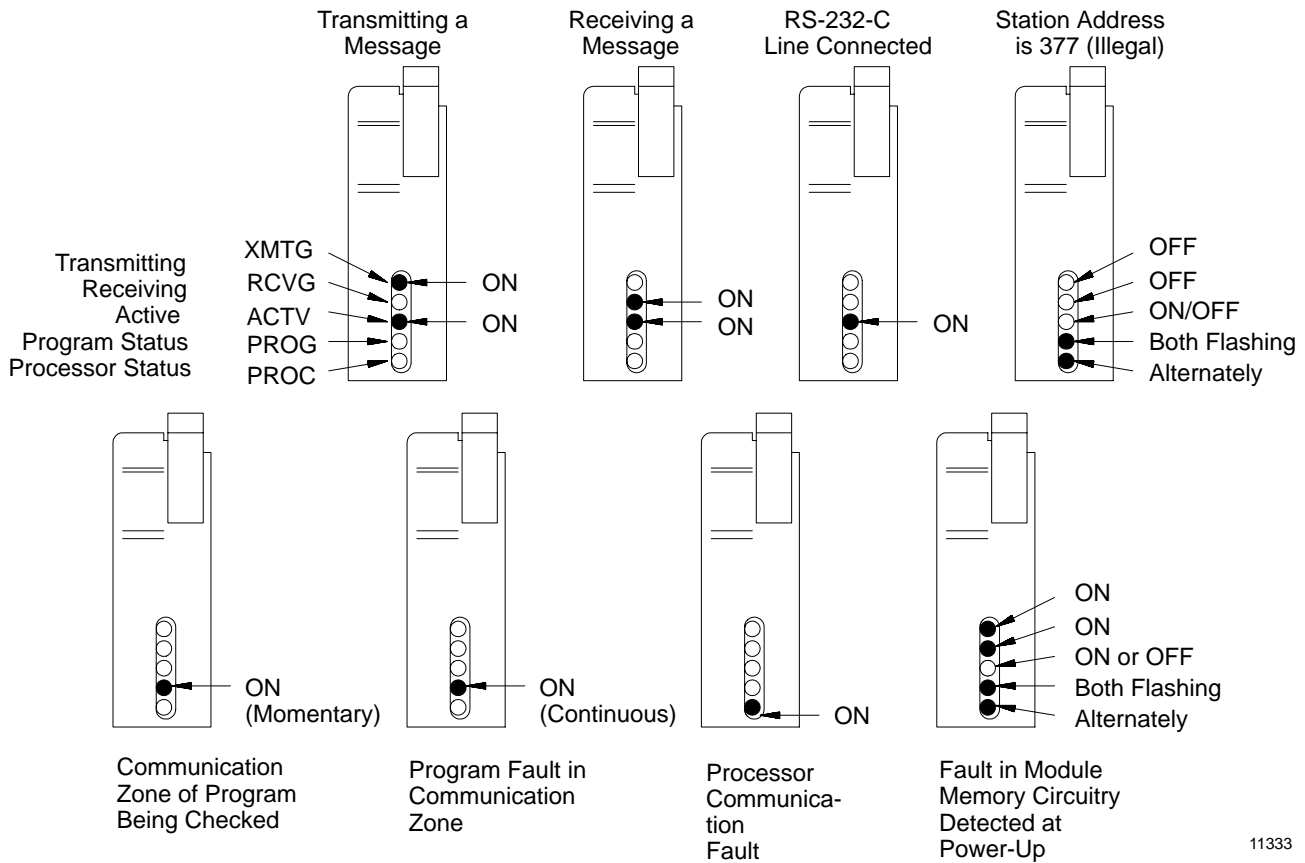 Transmitting a
Message
Receiving a
Message
RS-232-C
Line Connected
Station Address
is 377 (Illegal)
Transmitting
Receiving
Active
Program Status
Processor Status
XMTG
RCVG
ACTV
PROG
PROC
ON
ON
ON
ON
ON
OFF
OFF
ON/OFF
Both Flashing
Alternately
ON
(Momentary)
ON
(Continuous)
ON
ON
ON
ON or OFF
Both Flashing
Alternately
Communication
Zone of Program
Being Checked
Program Fault in
Communication
Zone
Processor
Communica-
tion
Fault
Fault in Module
Memory Circuitry
Detected at
Power-Up
11333